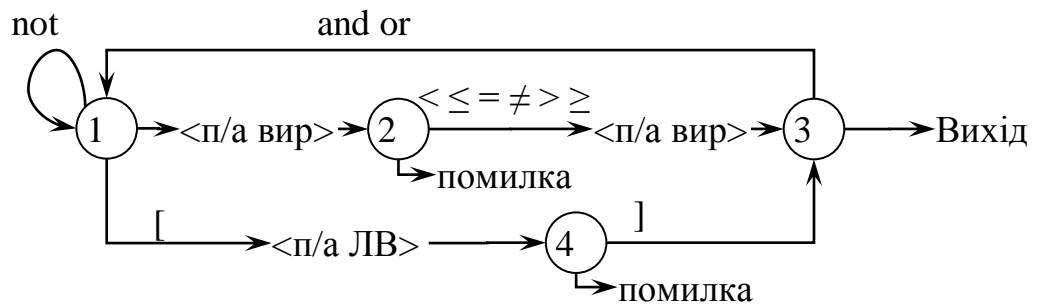 not
and or
< ≤ = ≠ > ≥
1 <п/а вир> 2 <п/а вир> 3 Вихід
помилка
[ ]
<п/а ЛВ> 4
помилка